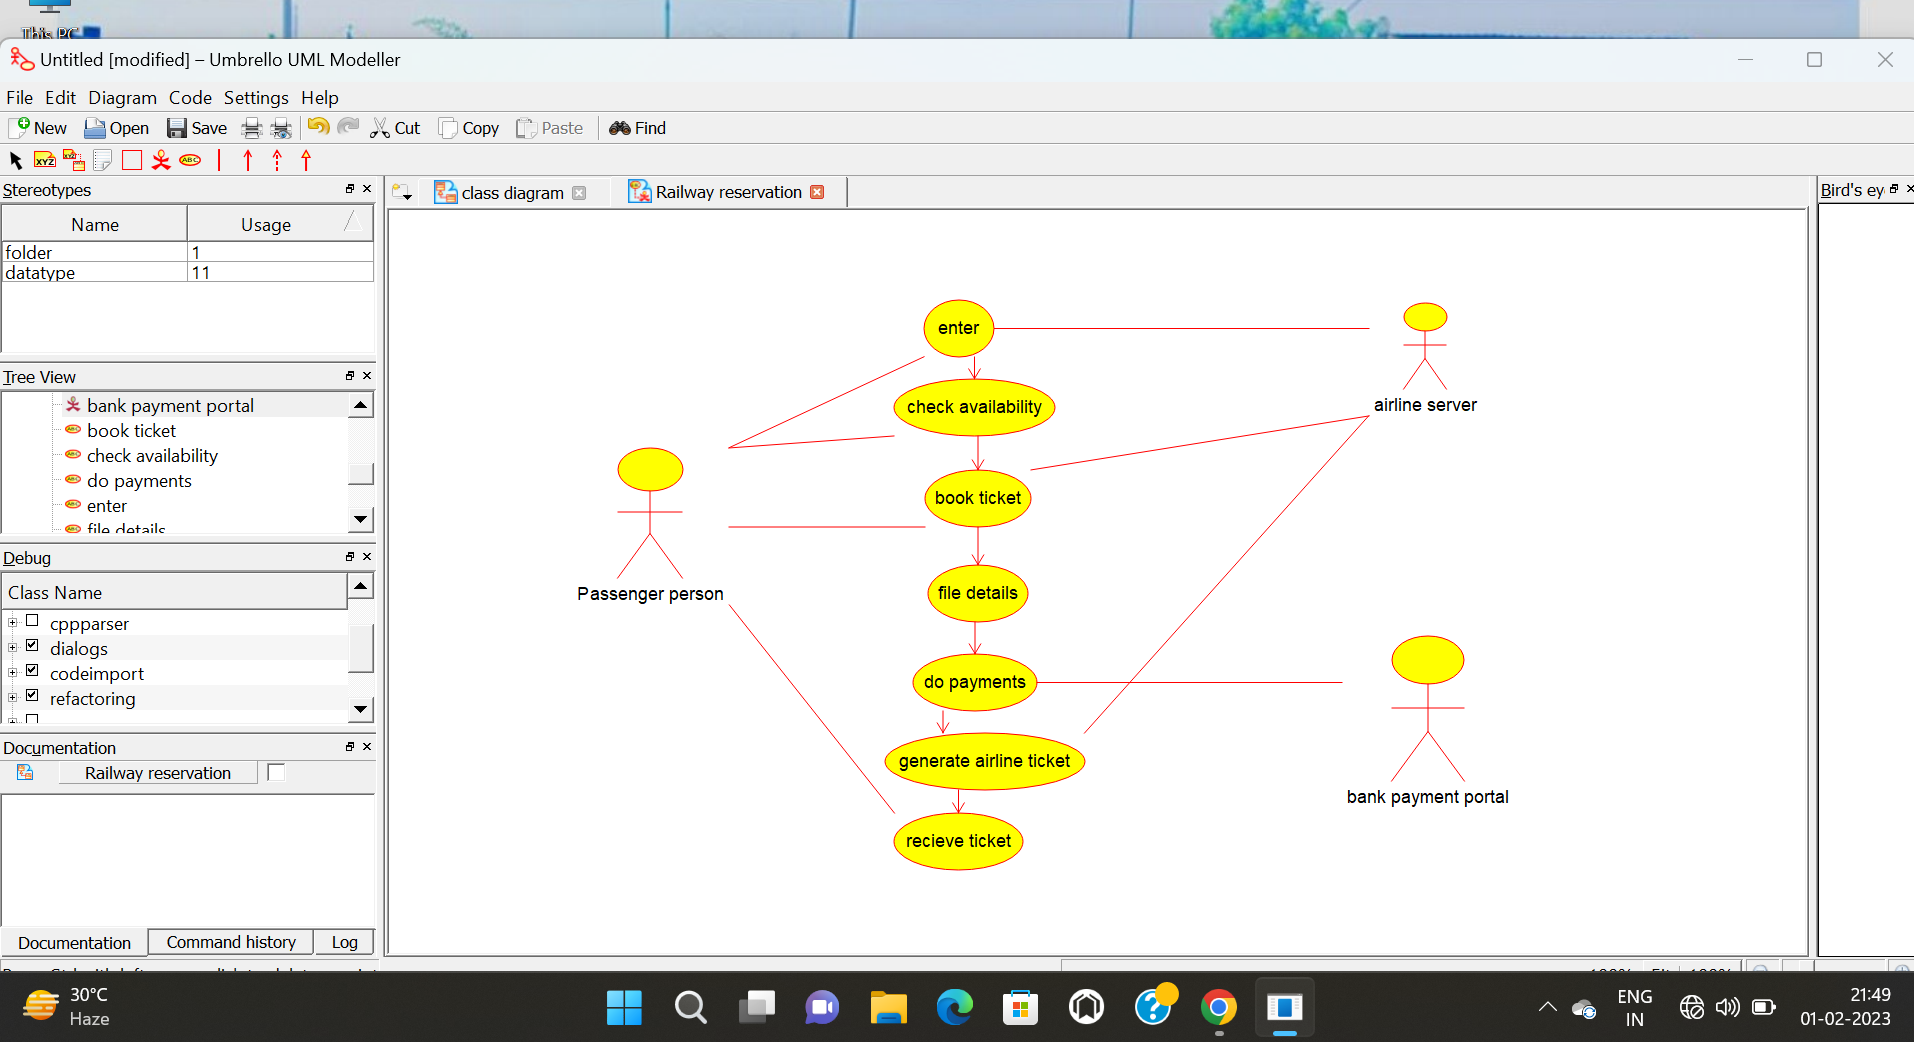 This PC
Untitled [modified] – Umbrello UML Modeller
File Edit Diagram Code Settings Help
New Open Save Cut Copy Paste Find
XYZ XYZ ABC
Stereotypes
Name Usage
folder 1
datatype 11
Tree View
bank payment portal
book ticket
check availability
do payments
enter
file details
Debug
Class Name
cppparser
dialogs
codeimport
refactoring
Documentation
Railway reservation
Documentation Command history Log
class diagram Railway reservation
Bird's ey
enter
airline server
check availability
book ticket
Passenger person
file details
do payments
generate airline ticket
bank payment portal
recieve ticket
30°C
Haze
ENG
IN
21:49
01-02-2023